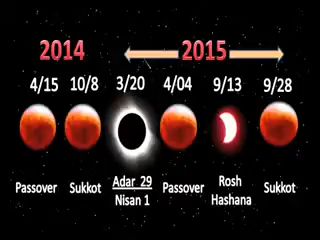 2014 2015
4/15 10/8 3/20 4/04 9/13 9/28
Passover Sukkot Adar 29 Passover Rosh Sukkot
Nisan 1 Hashana